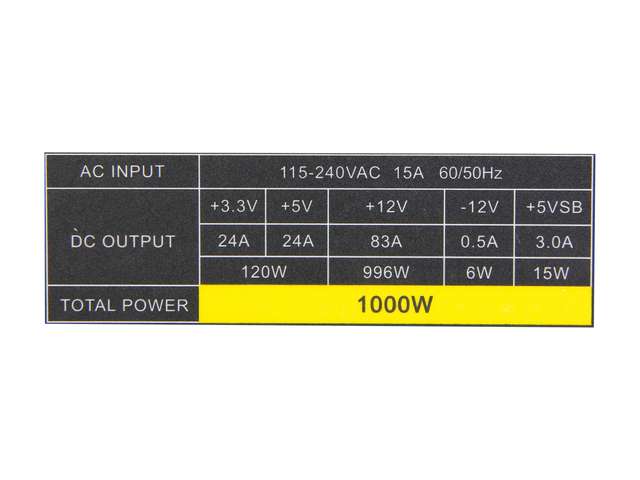 AC INPUT 115-240VAC 15A 60/50Hz
DC OUTPUT +3.3V +5V +12V -12V +5VSB
24A 24A 83A 0.5A 3.0A
120W 996W 6W 15W
TOTAL POWER 1000W